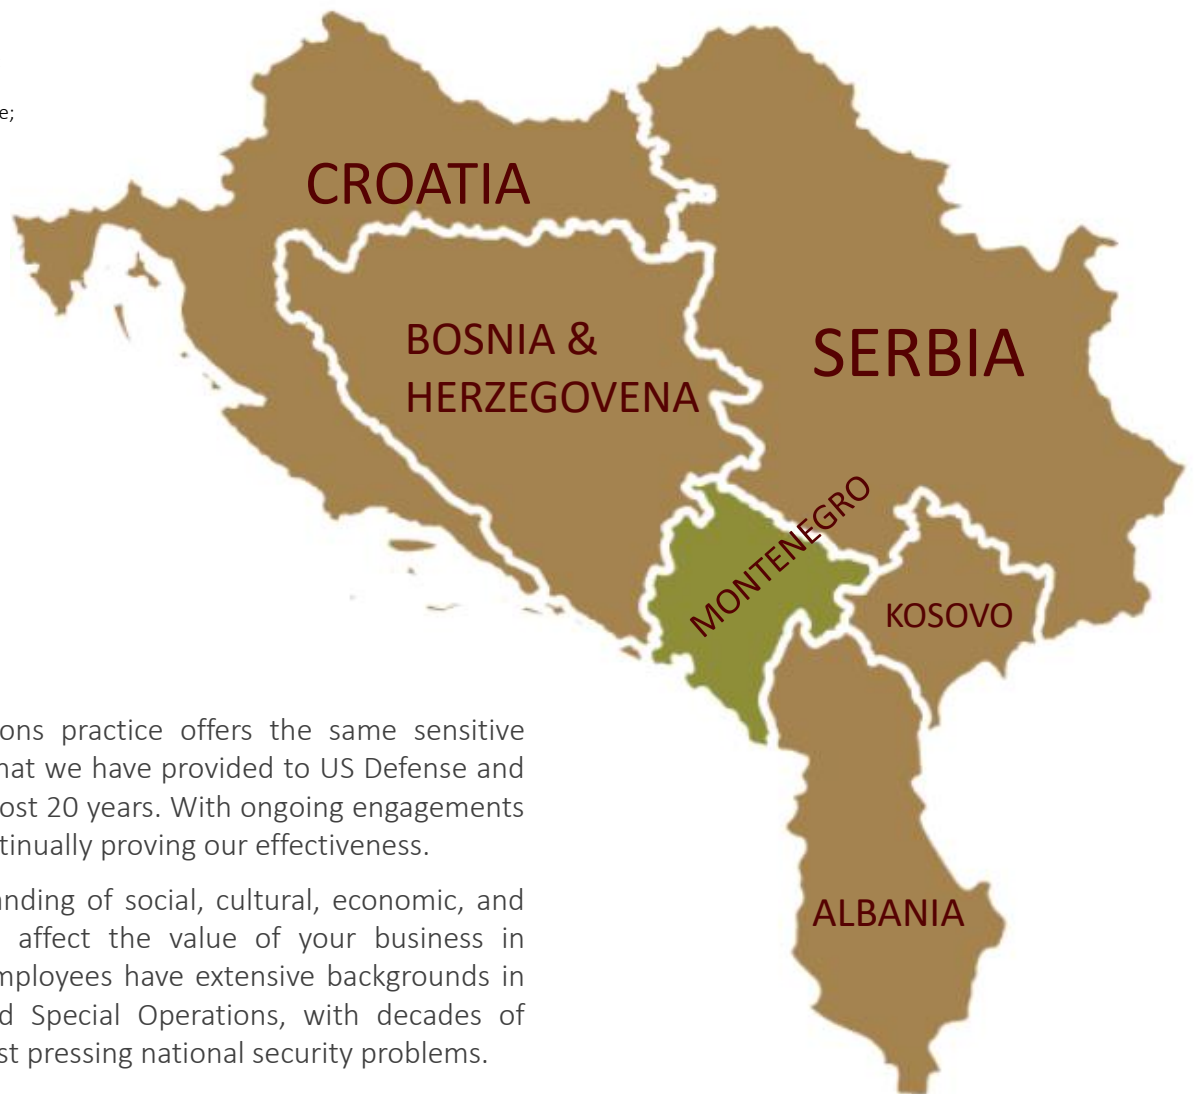 e;
CROATIA
BOSNIA &
HERZEGOVENA
SERBIA
MONTENEGRO
KOSOVO
ALBANIA
ons practice offers the same sensitive
hat we have provided to US Defense and
ost 20 years. With ongoing engagements
tinually proving our effectiveness.
anding of social, cultural, economic, and
affect the value of your business in
mployees have extensive backgrounds in
d Special Operations, with decades of
st pressing national security problems.